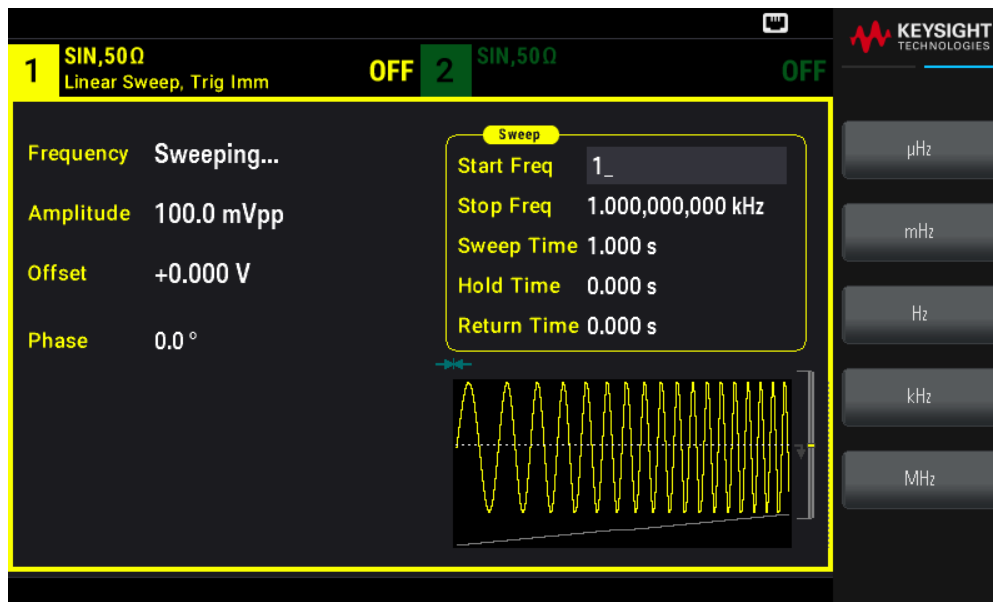 KEYSIGHT
TECHNOLOGIES
1
SIN,50Ω
Linear Sweep, Trig Imm
OFF
2
SIN,50Ω
OFF
Frequency Sweeping...
Amplitude 100.0 mVpp
Offset +0.000 V
Phase 0.0 °
Sweep
Start Freq 1_
Stop Freq 1.000,000,000 kHz
Sweep Time 1.000 s
Hold Time 0.000 s
Return Time 0.000 s
µHz
mHz
Hz
kHz
MHz